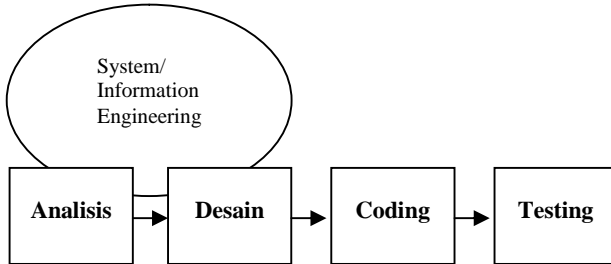 System/
Information
Engineering
Analisis Desain Coding Testing